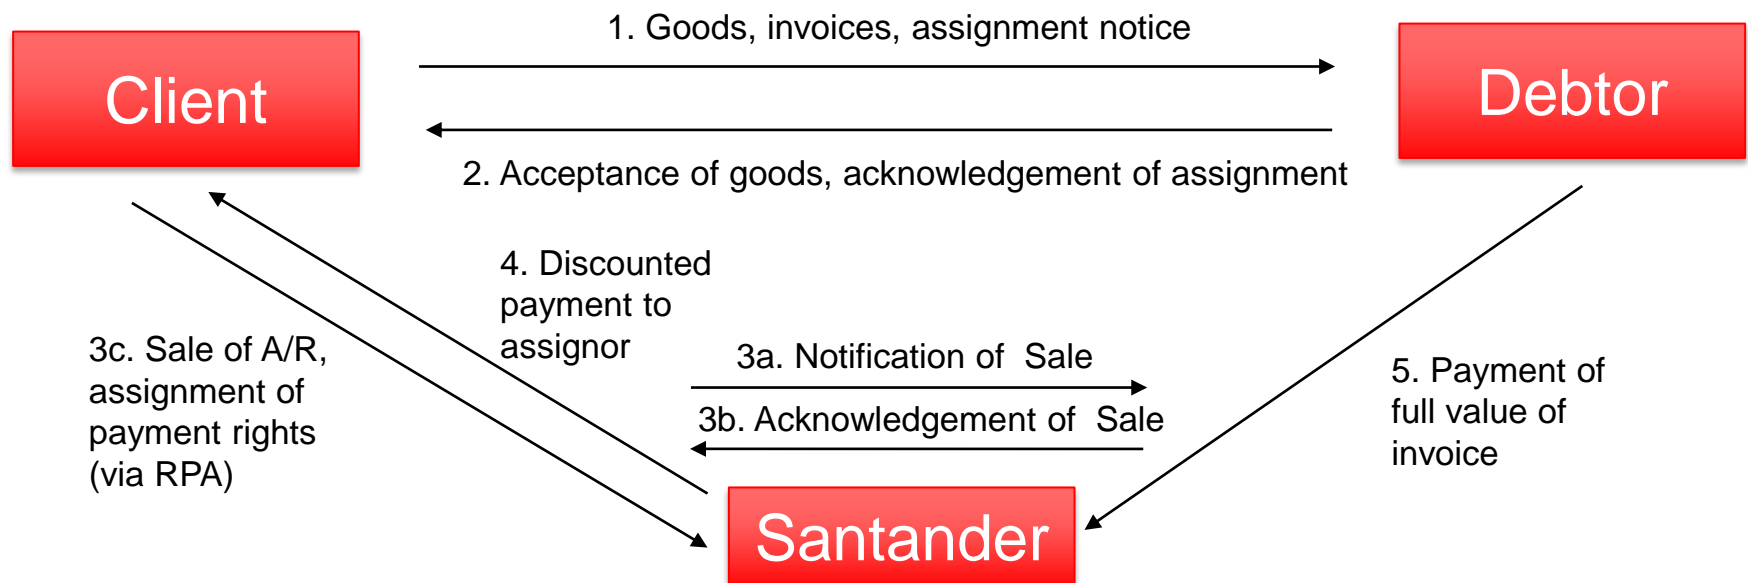 1. Goods, invoices, assignment notice
Client
Debtor
2. Acceptance of goods, acknowledgement of assignment
4. Discounted
payment to
assignor
3c. Sale of A/R,
assignment of
payment rights
(via RPA)
3a. Notification of Sale
3b. Acknowledgement of Sale
5. Payment of
full value of
invoice
Santander